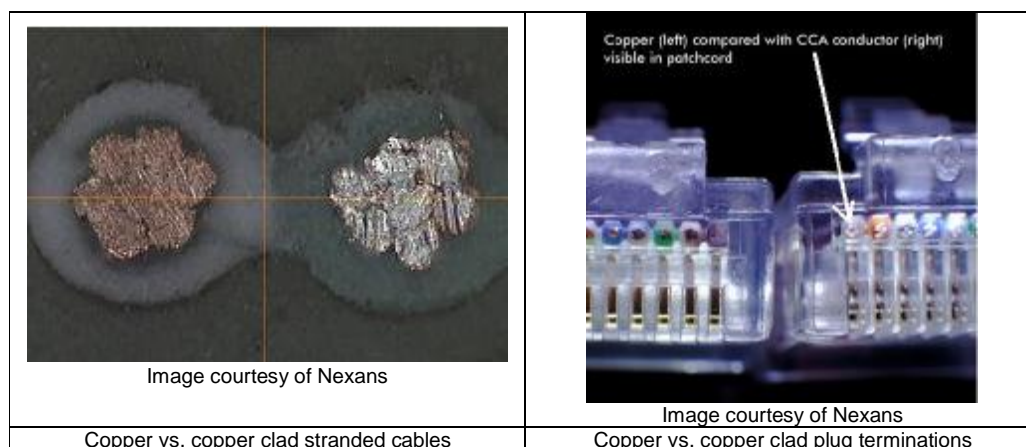 Image courtesy of Nexans
Copper (left) compared with CCA conductor (right)
visible in patchcord
Image courtesy of Nexans
Copper vs. copper clad stranded cables
Copper vs. copper clad plug terminations